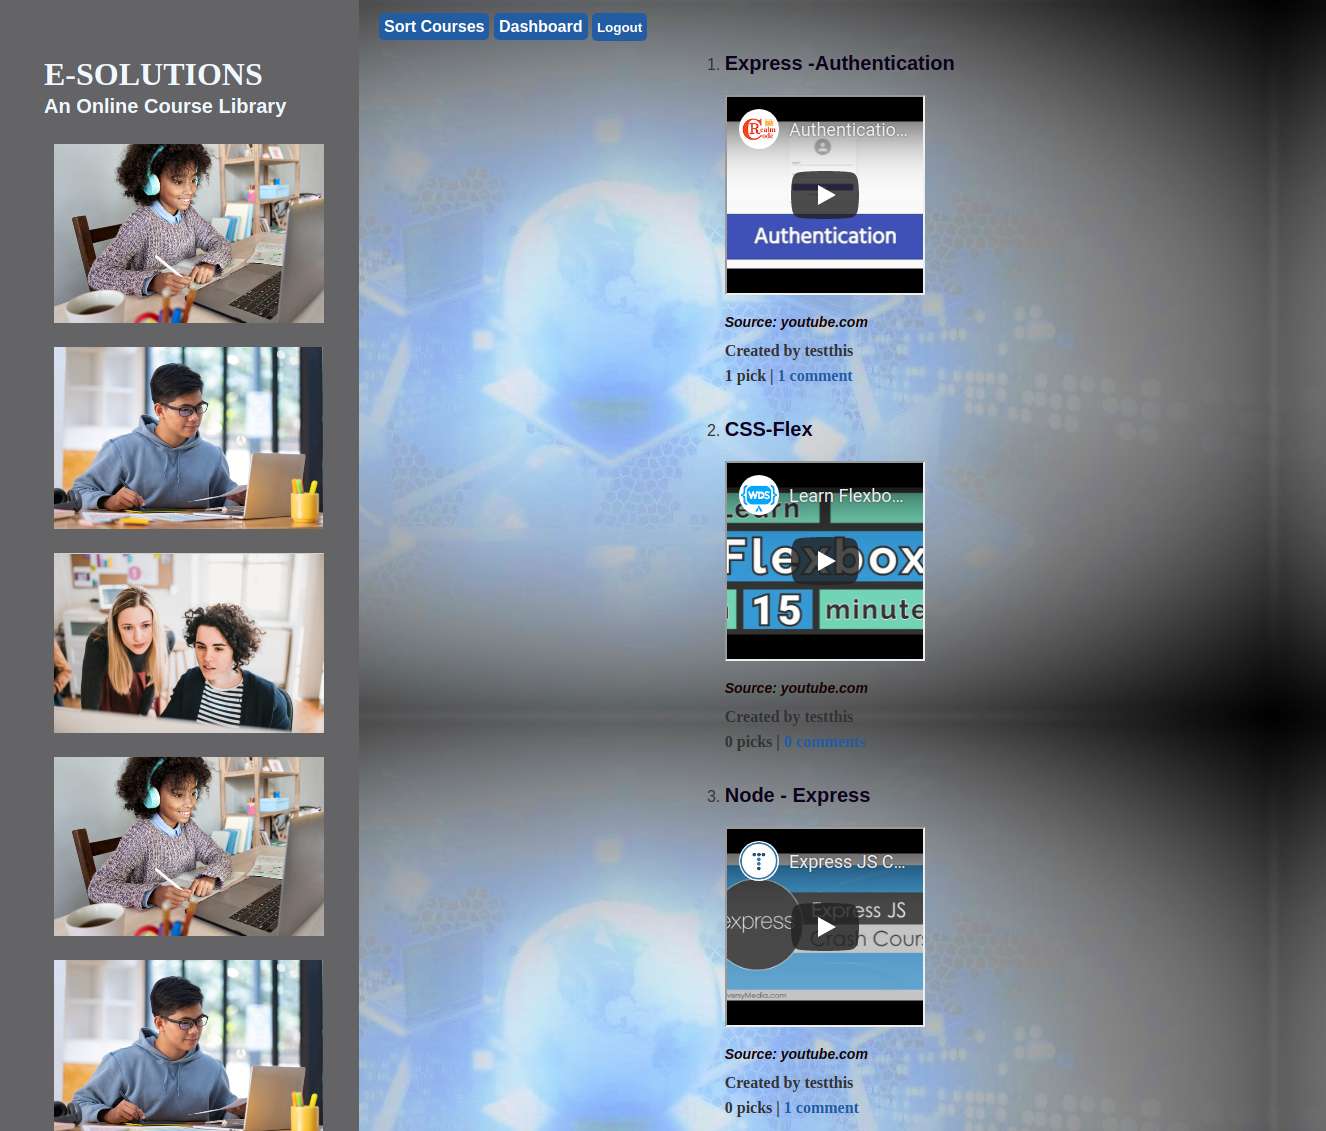 E-SOLUTIONS
An Online Course Library
Sort Courses Dashboard Logout
1. Express -Authentication
Authenticatio...
Authentication
Source: youtube.com
Created by testthis
1 pick | 1 comment
2. CSS-Flex
WDS
Learn Flexbo...
Learn
Flexbox
15 minute
Source: youtube.com
Created by testthis
0 picks | 0 comments
3. Node - Express
Express JS C...
express
Express JS
Crash Cour
versyMedia.com
Source: youtube.com
Created by testthis
0 picks | 1 comment